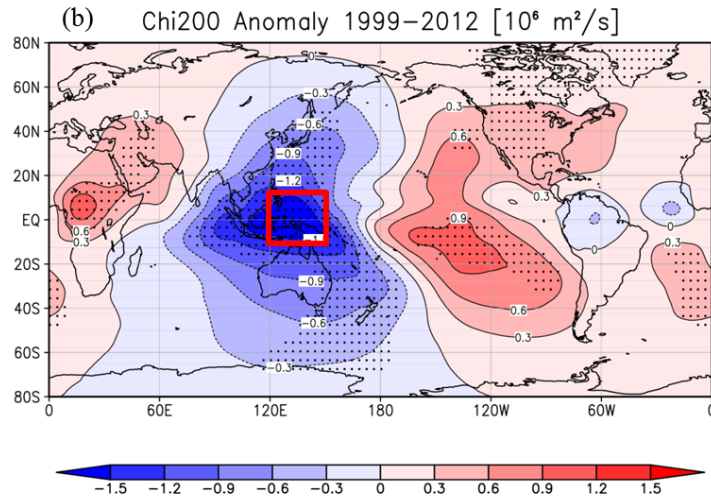 (b) Chi200 Anomaly 1999−2012 [10⁶ m²/s]
80N
0
−0.3
0.3
60N
−0.6
0.3
40N
0.3
0.6
−0.9
20N
−1.2
0.9
0
EQ
0.6
0
0.3
0
20S
−0.9
0.3
40S
−0.6
0.6
0.3
60S
−0.3
80S
0 60E 120E 180 120W 60W
−1.5 −1.2 −0.9 −0.6 −0.3 0 0.3 0.6 0.9 1.2 1.5